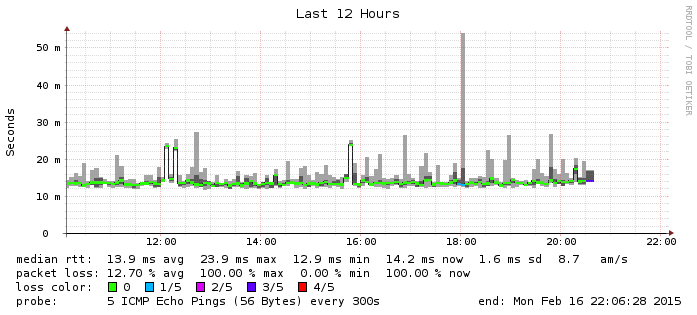 Last 12 Hours
RRDTOOL / TOBI OETIKER
Seconds
50 m
40 m
30 m
20 m
10 m
0
12:00 14:00 16:00 18:00 20:00 22:00
median rtt: 13.9 ms avg 23.9 ms max 12.9 ms min 14.2 ms now 1.6 ms sd 8.7 am/s
packet loss: 12.70 % avg 100.00 % max 0.00 % min 100.00 % now
loss color: 0 1/5 2/5 3/5 4/5
probe: 5 ICMP Echo Pings (56 Bytes) every 300s end: Mon Feb 16 22:06:28 2015